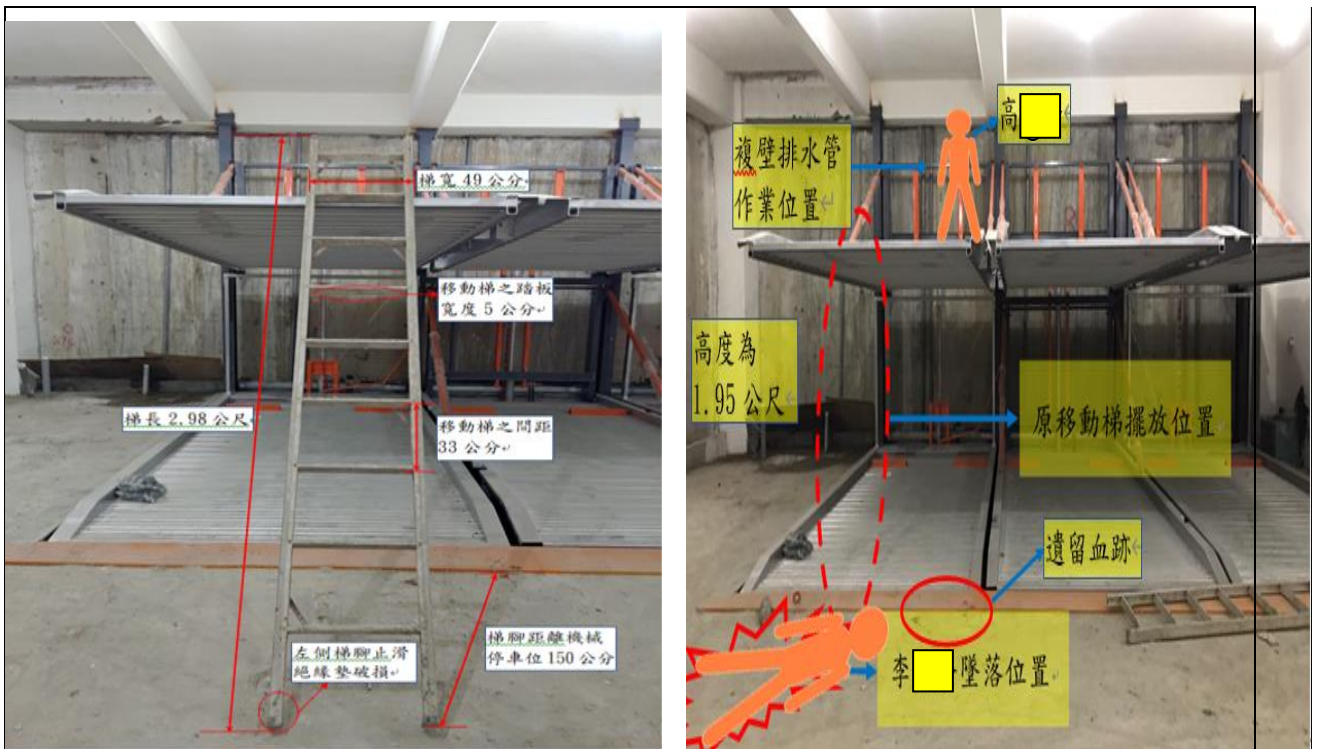 梯寬 49 公分
移動梯之踏板
寬度 5 公分
梯長 2.98 公尺
移動梯之間距
33 公分
左側梯腳止滑
絕緣墊破損
梯腳距離機械
停車位 150 公分
高
複壁排水管
作業位置
高度為
1.95 公尺
原移動梯擺放位置
遺留血跡
李
墜落位置